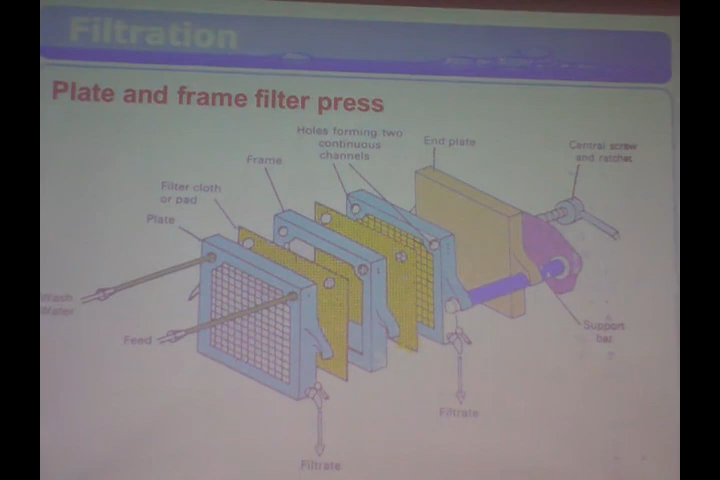 Filtration
Plate and frame filter press
Holes forming two
continuous
channels
End plate
Central screw
and ratchet
Frame
Filter cloth
or pad
Plate
Wash
Water
Feed
Support
bar
Filtrate
Filtrate